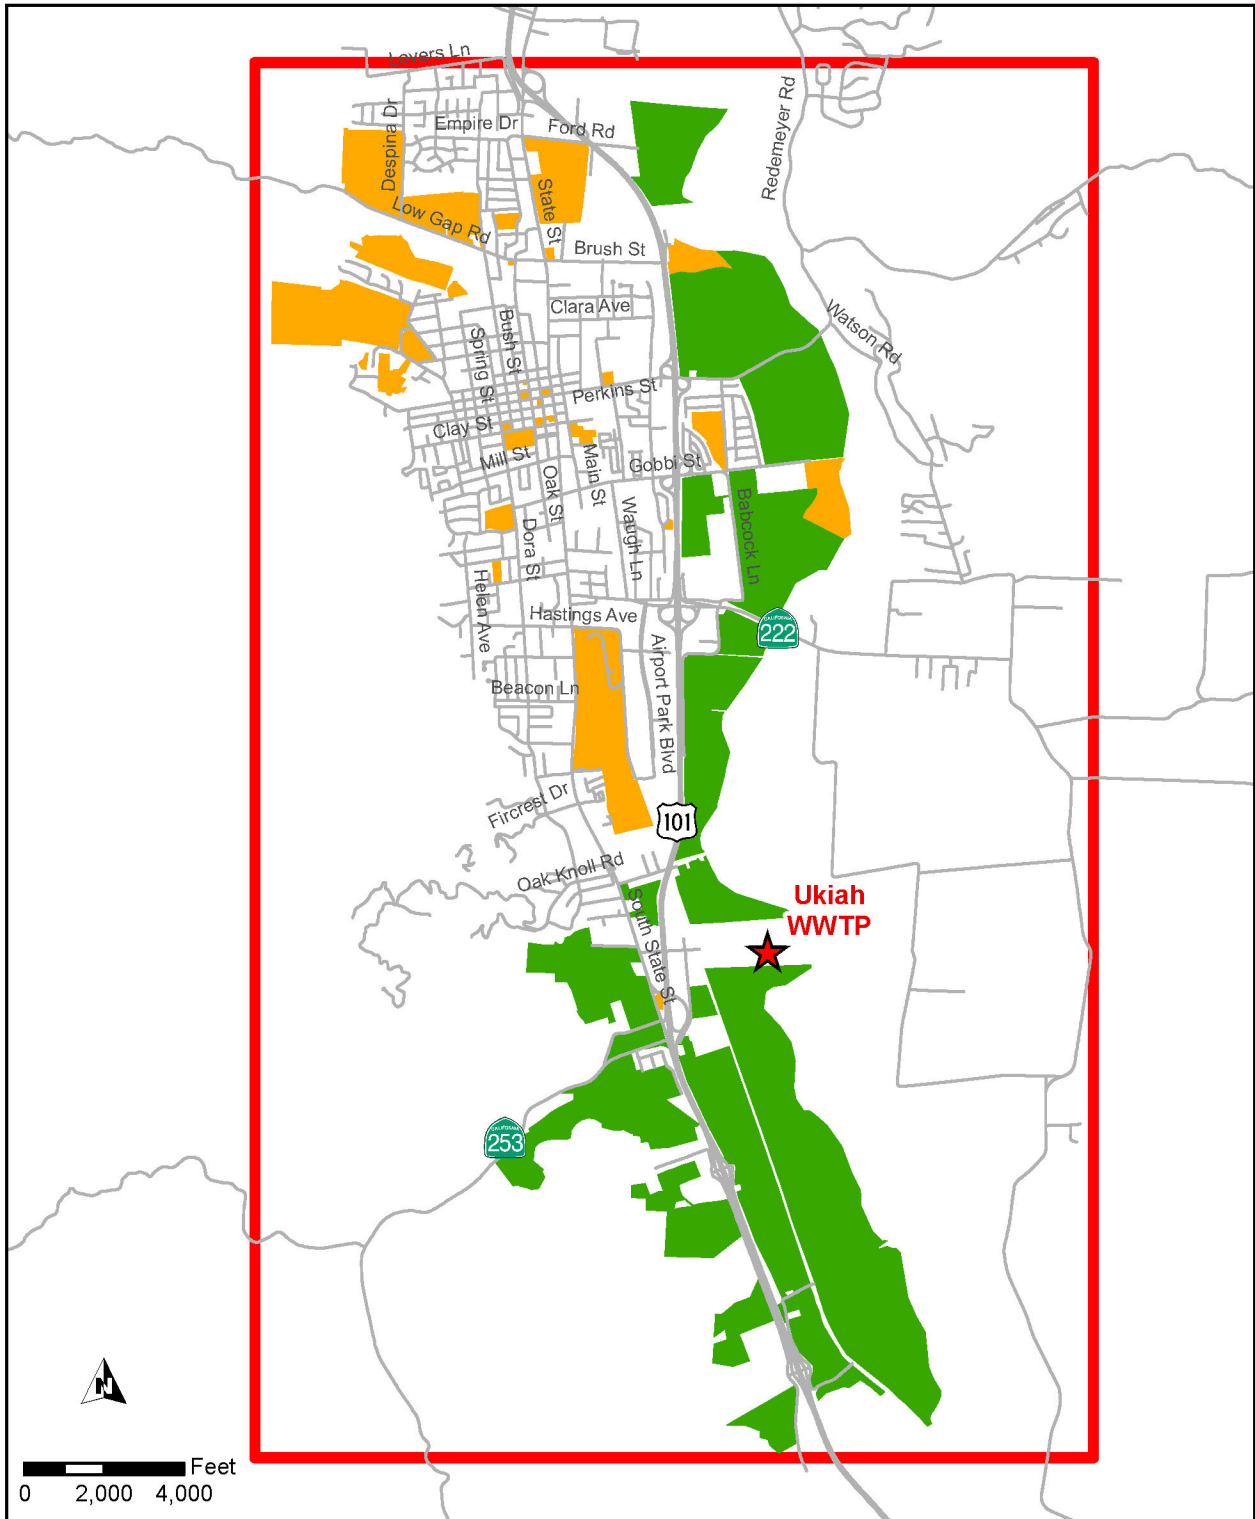 Lovers Ln
Despina Dr
Empire Dr
Ford Rd
Redemeyer Rd
State St
Low Gap Rd
Brush St
Clara Ave
Bush St
Spring St
Watson Rd
Perkins St
Clay St
Mill St
Main St
Gobbi St
Oak St
Waugh Ln
Babcock Ln
Dora St
Helen Ave
Hastings Ave
CALIFORNIA
222
Airport Park Blvd
Beacon Ln
Fircrest Dr
101
Oak Knoll Rd
South State St
Ukiah
WWTP
CALIFORNIA
253
N
Feet
0 2,000 4,000